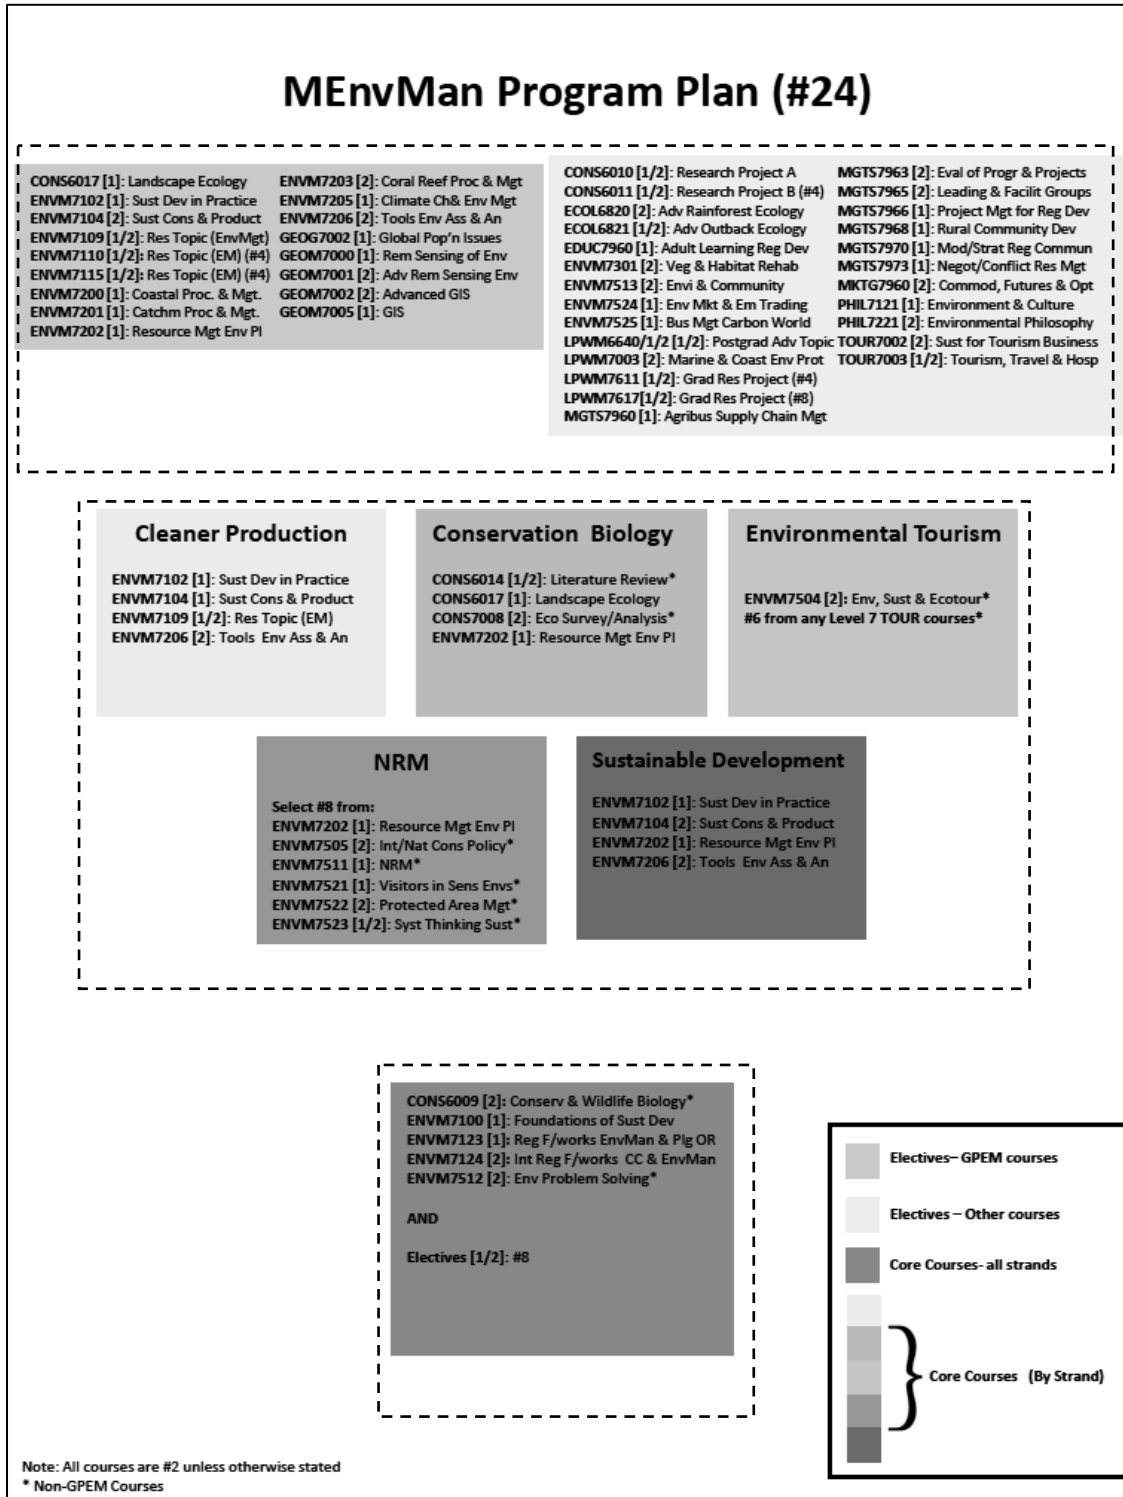 MEnvMan Program Plan (#24)
CONS6017 [1]: Landscape Ecology
ENVM7102 [1]: Sust Dev in Practice
ENVM7104 [2]: Sust Cons & Product
ENVM7109 [1/2]: Res Topic (EnvMgt)
ENVM7110 [1/2]: Res Topic (EM) (#4)
ENVM7115 [1/2]: Res Topic (EM) (#4)
ENVM7200 [1]: Coastal Proc. & Mgt.
ENVM7201 [1]: Catchm Proc & Mgt.
ENVM7202 [1]: Resource Mgt Env Pl
ENVM7203 [2]: Coral Reef Proc & Mgt
ENVM7205 [1]: Climate Ch& Env Mgt
ENVM7206 [2]: Tools Env Ass & An
GEOG7002 [1]: Global Pop'n Issues
GEOM7000 [1]: Rem Sensing of Env
GEOM7001 [2]: Adv Rem Sensing Env
GEOM7002 [2]: Advanced GIS
GEOM7005 [1]: GIS
CONS6010 [1/2]: Research Project A
CONS6011 [1/2]: Research Project B (#4)
ECOL6820 [2]: Adv Rainforest Ecology
ECOL6821 [1/2]: Adv Outback Ecology
EDUC7960 [1]: Adult Learning Reg Dev
ENVM7301 [2]: Veg & Habitat Rehab
ENVM7513 [2]: Envi & Community
ENVM7524 [1]: Env Mkt & Em Trading
ENVM7525 [1]: Bus Mgt Carbon World
LPWM6640/1/2 [1/2]: Postgrad Adv Topic
LPWM7003 [2]: Marine & Coast Env Prot
LPWM7611 [1/2]: Grad Res Project (#4)
LPWM7617[1/2]: Grad Res Project (#8)
MGTS7960 [1]: Agribus Supply Chain Mgt
MGTS7963 [2]: Eval of Progr & Projects
MGTS7965 [2]: Leading & Facilit Groups
MGTS7966 [1]: Project Mgt for Reg Dev
MGTS7968 [1]: Rural Community Dev
MGTS7970 [1]: Mod/Strat Reg Commun
MGTS7973 [1]: Negot/Conflict Res Mgt
MKTG7960 [2]: Commod, Futures & Opt
PHIL7121 [1]: Environment & Culture
PHIL7221 [2]: Environmental Philosophy
TOUR7002 [2]: Sust for Tourism Business
TOUR7003 [1/2]: Tourism, Travel & Hosp
Cleaner Production
ENVM7102 [1]: Sust Dev in Practice
ENVM7104 [1]: Sust Cons & Product
ENVM7109 [1/2]: Res Topic (EM)
ENVM7206 [2]: Tools Env Ass & An
Conservation Biology
CONS6014 [1/2]: Literature Review*
CONS6017 [1]: Landscape Ecology
CONS7008 [2]: Eco Survey/Analysis*
ENVM7202 [1]: Resource Mgt Env Pl
Environmental Tourism
ENVM7504 [2]: Env, Sust & Ecotour*
#6 from any Level 7 TOUR courses*
NRM
Select #8 from:
ENVM7202 [1]: Resource Mgt Env Pl
ENVM7505 [2]: Int/Nat Cons Policy*
ENVM7511 [1]: NRM*
ENVM7521 [1]: Visitors in Sens Envs*
ENVM7522 [2]: Protected Area Mgt*
ENVM7523 [1/2]: Syst Thinking Sust*
Sustainable Development
ENVM7102 [1]: Sust Dev in Practice
ENVM7104 [2]: Sust Cons & Product
ENVM7202 [1]: Resource Mgt Env Pl
ENVM7206 [2]: Tools Env Ass & An
CONS6009 [2]: Conserv & Wildlife Biology*
ENVM7100 [1]: Foundations of Sust Dev
ENVM7123 [1]: Reg F/works EnvMan & Plg OR
ENVM7124 [2]: Int Reg F/works CC & EnvMan
ENVM7512 [2]: Env Problem Solving*
AND
Electives [1/2]: #8
Electives– GPEM courses
Electives – Other courses
Core Courses- all strands
Core Courses (By Strand)
Note: All courses are #2 unless otherwise stated
* Non-GPEM Courses